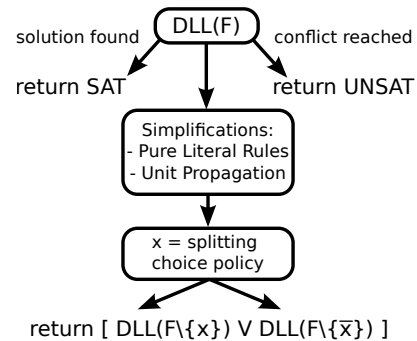 DLL(F)
solution found
conflict reached
return SAT
return UNSAT
Simplifications:
- Pure Literal Rules
- Unit Propagation
x = splitting
choice policy
return [ DLL(F\{x}) V DLL(F\{x̅}) ]